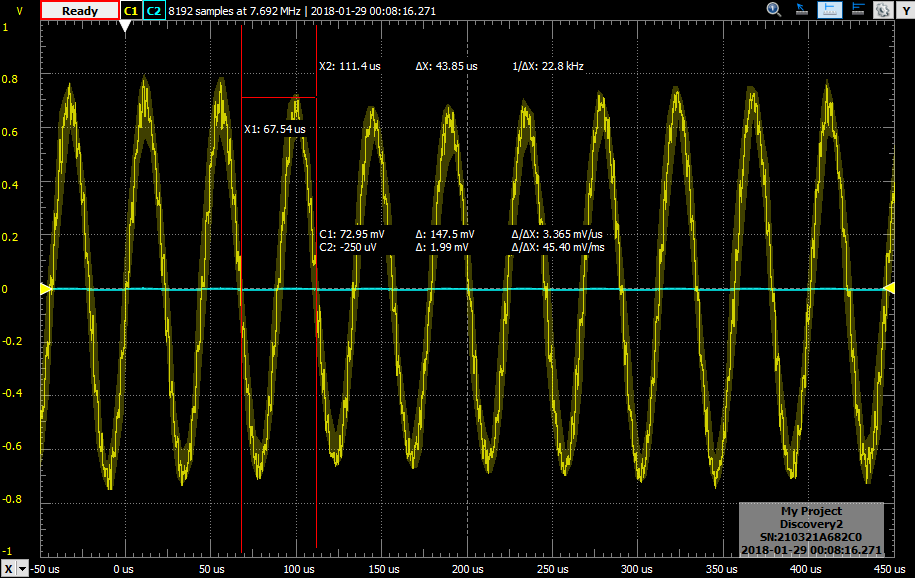 V Ready C1 C2 8192 samples at 7.692 MHz | 2018-01-29 00:08:16.271 Y
1
X2: 111.4 us ΔX: 43.85 us 1/ΔX: 22.8 kHz
0.8
X1: 67.54 us
0.6
0.4
C1: 72.95 mV Δ: 147.5 mV Δ/ΔX: 3.365 mV/us
0.2
C2: -250 uV Δ: 1.99 mV Δ/ΔX: 45.40 mV/ms
0
-0.2
-0.4
-0.6
-0.8
My Project
Discovery2
SN:210321A682C0
2018-01-29 00:08:16.271
-1
X -50 us 0 us 50 us 100 us 150 us 200 us 250 us 300 us 350 us 400 us 450 us